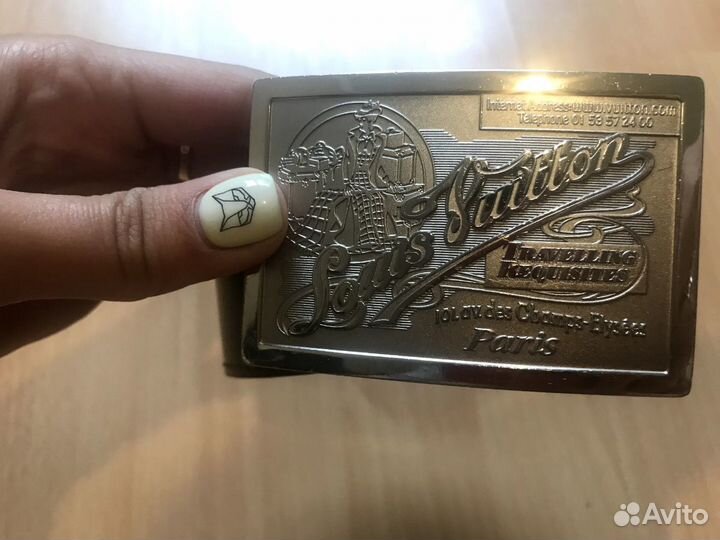 Internet Address-www.vuitton.com
Telephone 01 53 57 24 00
Louis Vuitton
TRAVELLING
REQUISITES
101.av des Champs-Elysées
Paris
Avito